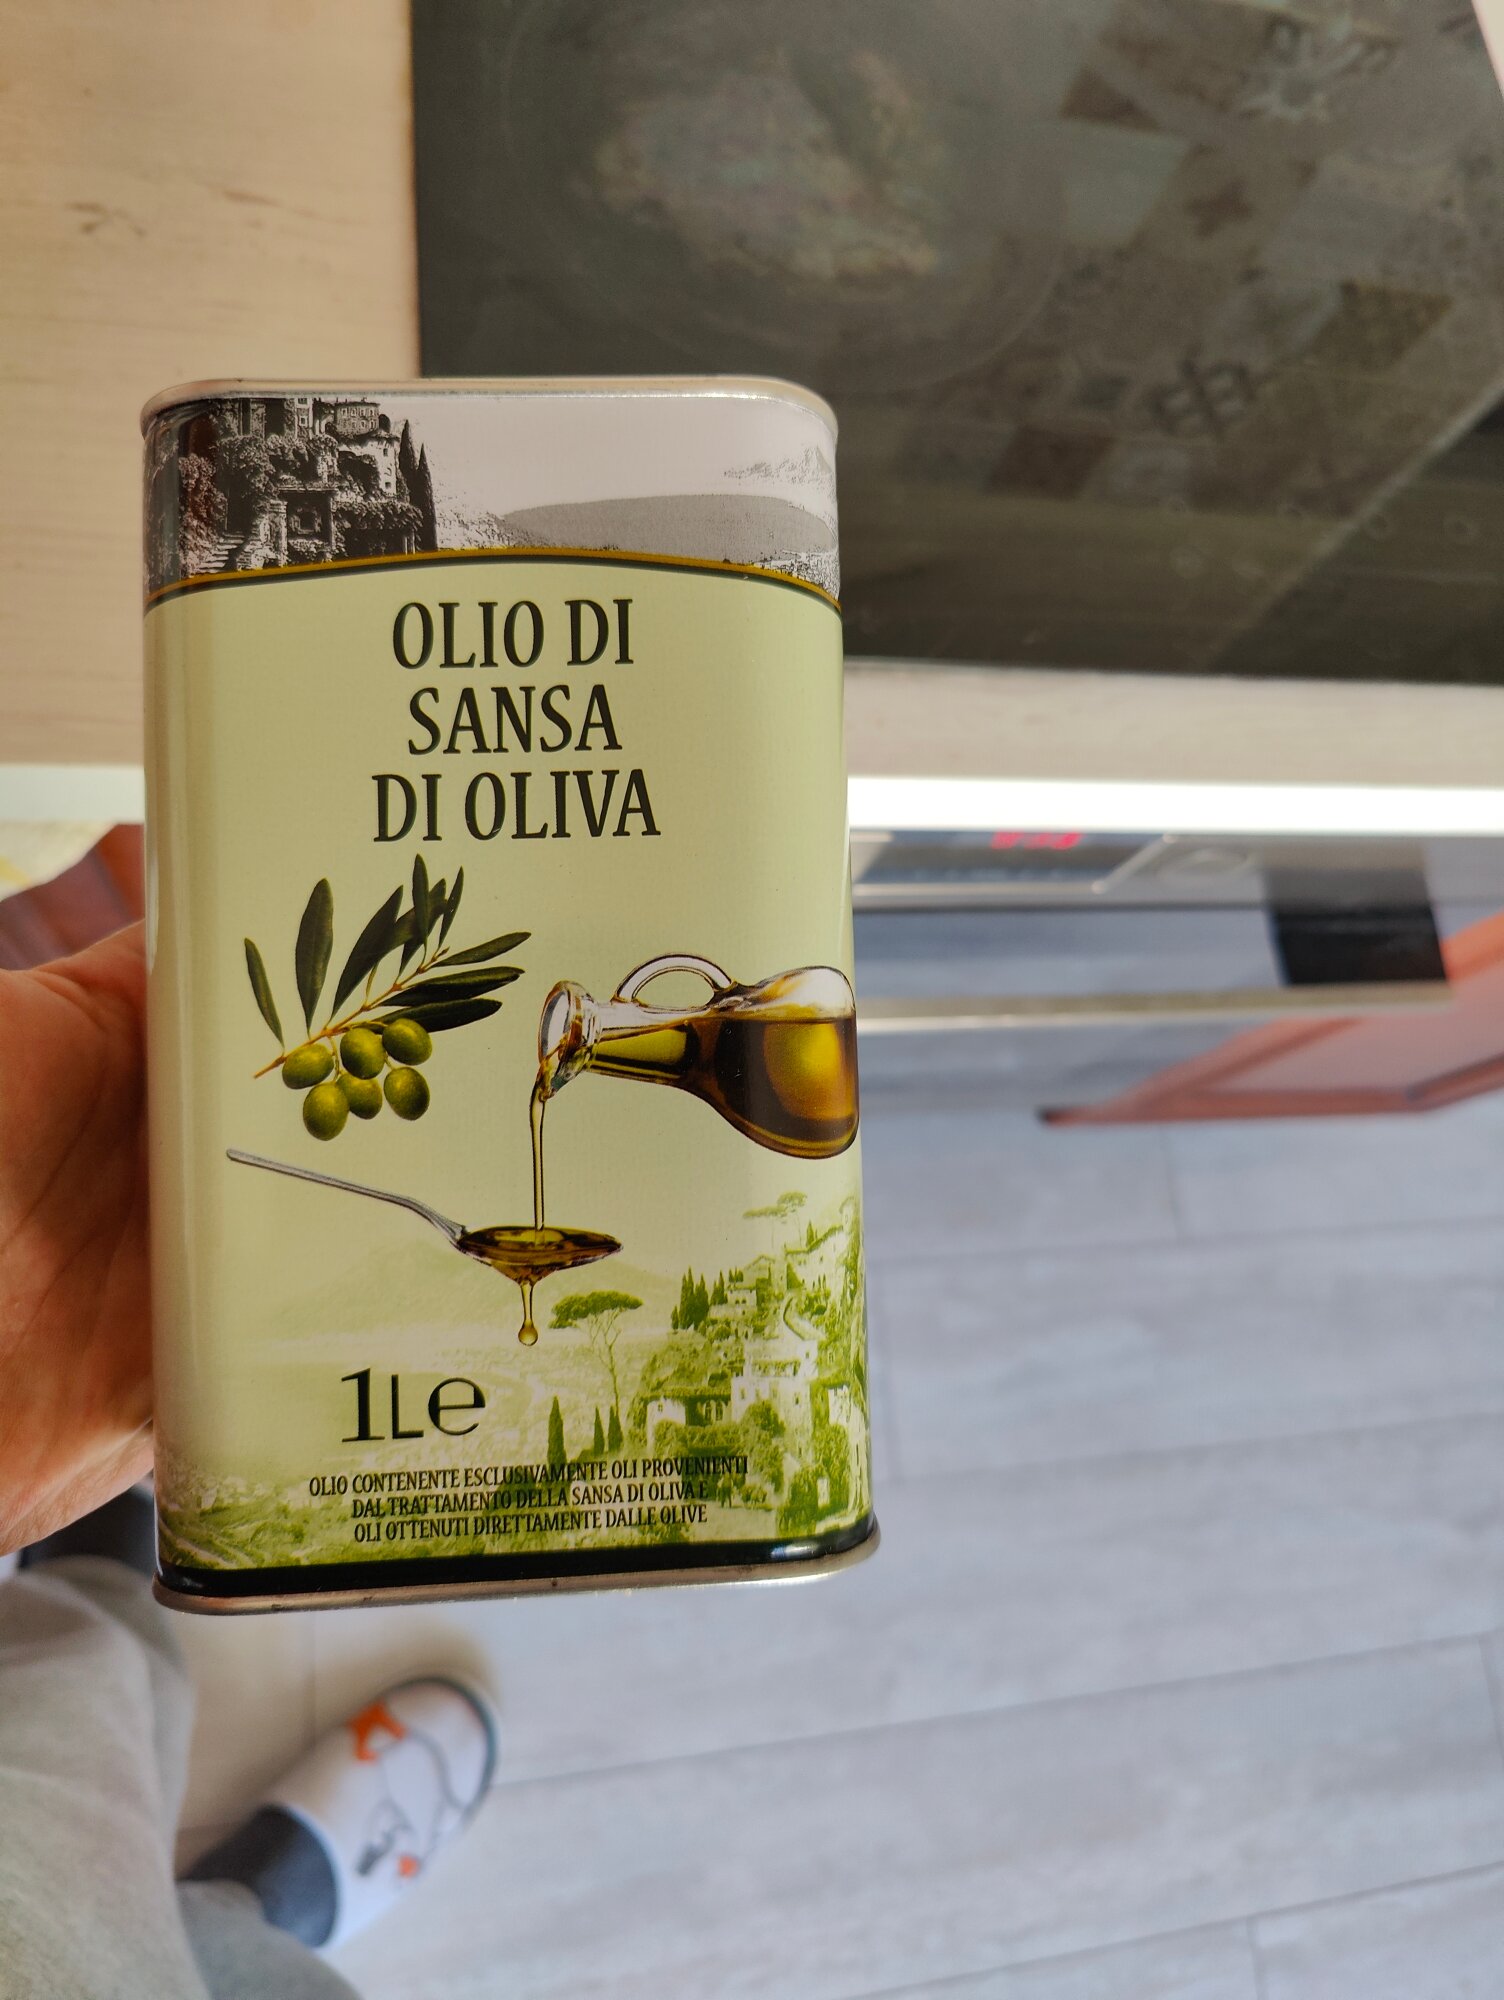 OLIO DI
SANSA
DI OLIVA
1Le
OLIO CONTENENTE ESCLUSIVAMENTE OLI PROVENIENTI
DAL TRATTAMENTO DELLA SANSA DI OLIVA E
OLI OTTENUTI DIRETTAMENTE DALLE OLIVE